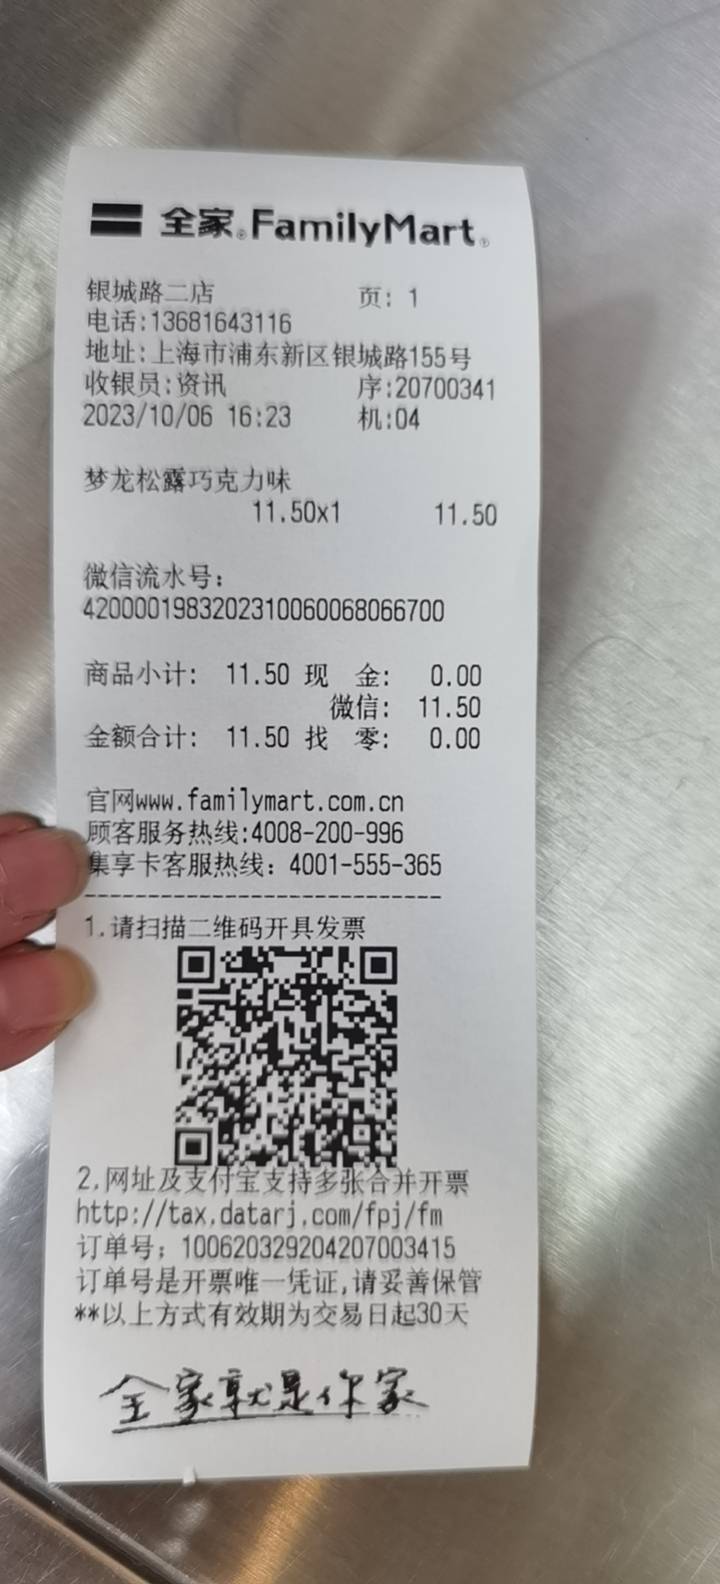 全家 FamilyMart
银城路二店 页: 1
电话:13681643116
地址:上海市浦东新区银城路155号
收银员:资讯 序:20700341
2023/10/06 16:23 机:04
梦龙松露巧克力味
11.50x1 11.50
微信流水号:
4200001983202310060068066700
商品小计: 11.50 现 金: 0.00
微信: 11.50
金额合计: 11.50 找 零: 0.00
官网www.familymart.com.cn
顾客服务热线:4008-200-996
集享卡客服热线: 4001-555-365
----------------------------
1.请扫描二维码开具发票
2.网址及支付宝支持多张合并开票
http://tax.datarj.com/fpj/fm
订单号: 100620329204207003415
订单号是开票唯一凭证,请妥善保管
**以上方式有效期为交易日起30天
全家就是你家